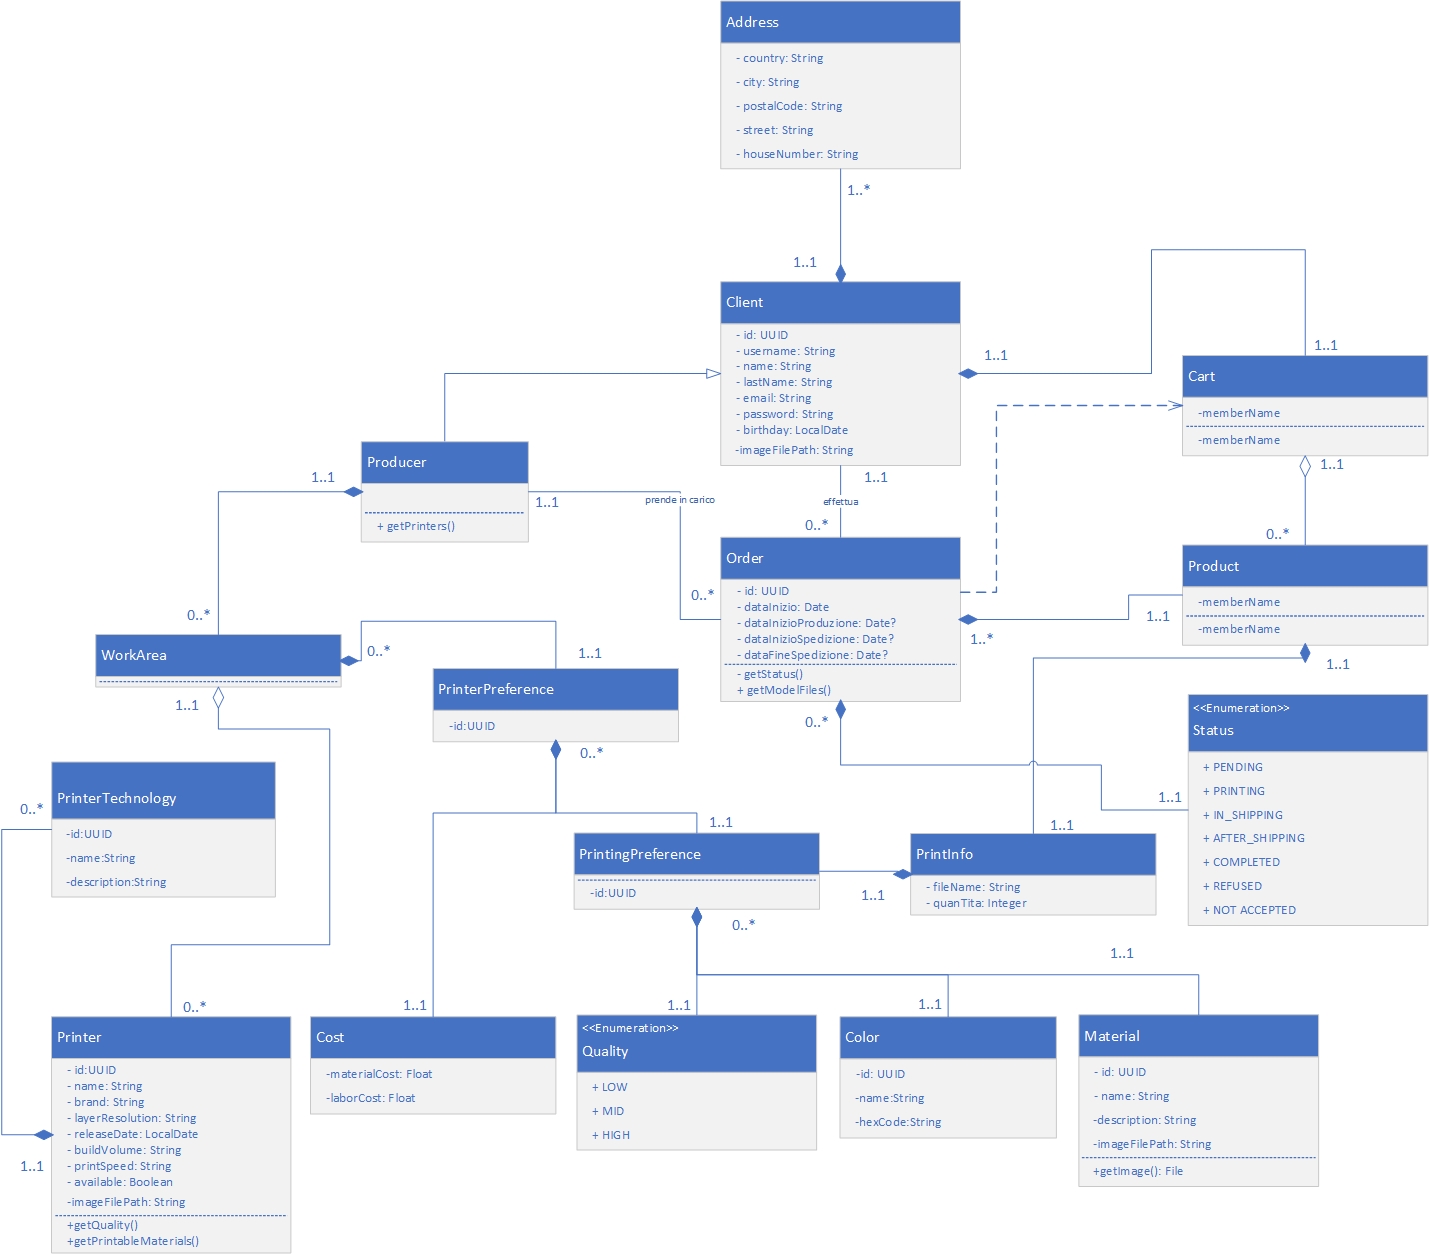 Address
- country: String
- city: String
- postalCode: String
- street: String
- houseNumber: String
1..*
1..1
Client
- id: UUID
- username: String
- name: String
- lastName: String
- email: String
- password: String
- birthday: LocalDate
-imageFilePath: String
1..1
1..1
Cart
-memberName
-memberName
1..1
Producer
+ getPrinters()
1..1
1..1
prende in carico
1..1
effettua
0..*
0..*
0..*
Order
- id: UUID
- dataInizio: Date
- dataInizioProduzione: Date?
- dataInizioSpedizione: Date?
- dataFineSpedizione: Date?
- getStatus()
+ getModelFiles()
0..*
Product
-memberName
-memberName
1..1
1..*
1..1
0..*
WorkArea
0..*
1..1
1..1
PrinterPreference
-id:UUID
0..*
<<Enumeration>>
Status
+ PENDING
+ PRINTING
+ IN_SHIPPING
+ AFTER_SHIPPING
+ COMPLETED
+ REFUSED
+ NOT ACCEPTED
1..1
PrinterTechnology
-id:UUID
-name:String
-description:String
0..*
1..1
PrintingPreference
-id:UUID
0..*
1..1
PrintInfo
- fileName: String
- quanTita: Integer
1..1
1..1
0..*
1..1
1..1
1..1
Printer
- id:UUID
- name: String
- brand: String
- layerResolution: String
- releaseDate: LocalDate
- buildVolume: String
- printSpeed: String
- available: Boolean
-imageFilePath: String
+getQuality()
+getPrintableMaterials()
1..1
Cost
-materialCost: Float
-laborCost: Float
<<Enumeration>>
Quality
+ LOW
+ MID
+ HIGH
Color
-id: UUID
-name:String
-hexCode:String
Material
- id: UUID
- name: String
-description: String
-imageFilePath: String
+getImage(): File